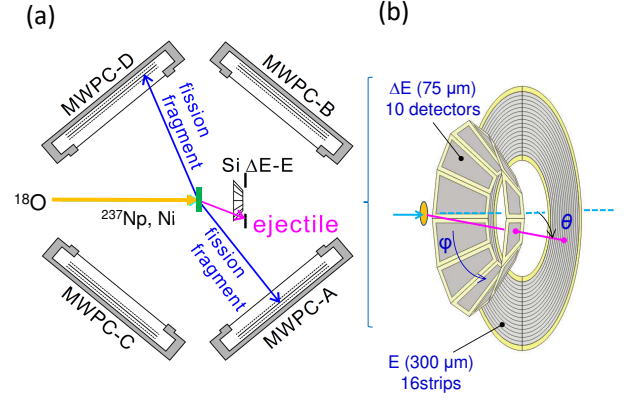 (a)
MWPC-D
MWPC-B
fission
fragment
Si ΔE-E
¹⁸O
²³⁷Np, Ni
ejectile
fission
fragment
MWPC-C
MWPC-A
(b)
ΔE (75 μm)
10 detectors
θ
φ
E (300 μm)
16strips